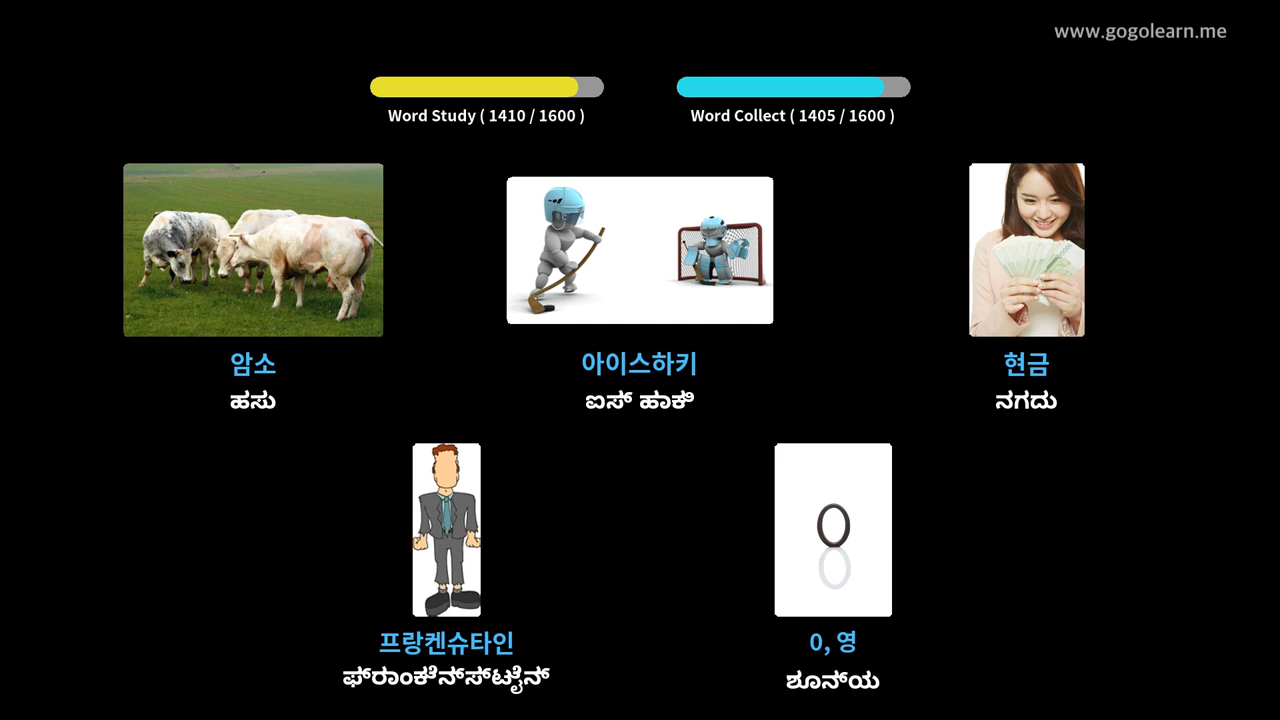 www.gogolearn.me
Word Study ( 1410 / 1600 )
Word Collect ( 1405 / 1600 )
암소
ಹಸು
아이스하키
ಐಸ್ ಹಾಕಿ
현금
ನಗದು
프랑켄슈타인
ಫ್ರಾಂಕೆನ್‌ಸ್ಟೈನ್
0, 영
ಶೂನ್ಯ